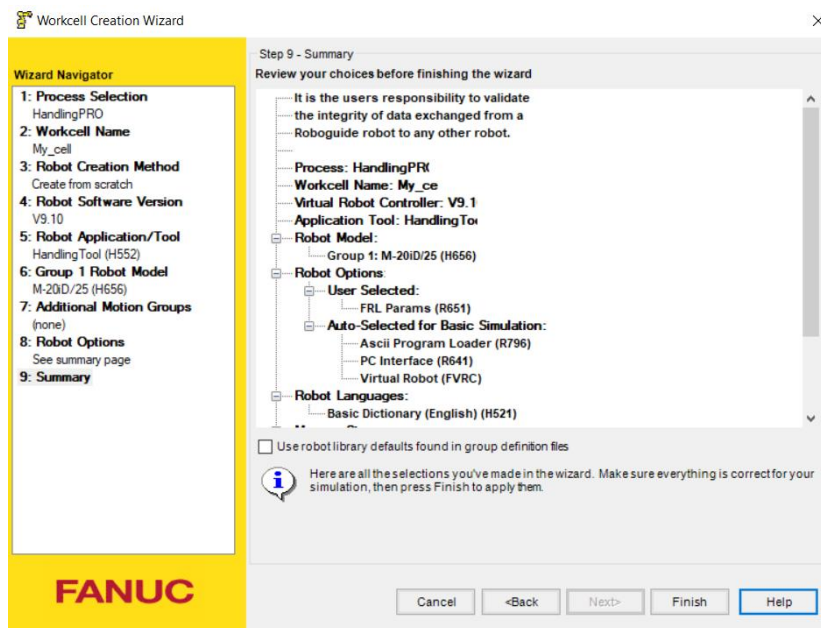 Workcell Creation Wizard
Wizard Navigator
1: Process Selection
HandlingPRO
2: Workcell Name
My_cell
3: Robot Creation Method
Create from scratch
4: Robot Software Version
V9.10
5: Robot Application/Tool
HandlingTool (H552)
6: Group 1 Robot Model
M-20iD/25 (H656)
7: Additional Motion Groups
(none)
8: Robot Options
See summary page
9: Summary
FANUC
Step 9 - Summary
Review your choices before finishing the wizard
It is the users responsibility to validate
the integrity of data exchanged from a
Roboguide robot to any other robot.
Process: HandlingPR
Workcell Name: My_ce
Virtual Robot Controller: V9.1
Application Tool: HandlingToo
Robot Model:
Group 1: M-20iD/25 (H656)
Robot Options:
User Selected:
FRL Params (R651)
Auto-Selected for Basic Simulation:
Ascii Program Loader (R796)
PC Interface (R641)
Virtual Robot (FVRC)
Robot Languages:
Basic Dictionary (English) (H521)
Use robot library defaults found in group definition files
Here are all the selections you've made in the wizard. Make sure everything is correct for your
simulation, then press Finish to apply them.
Cancel
<Back
Next>
Finish
Help